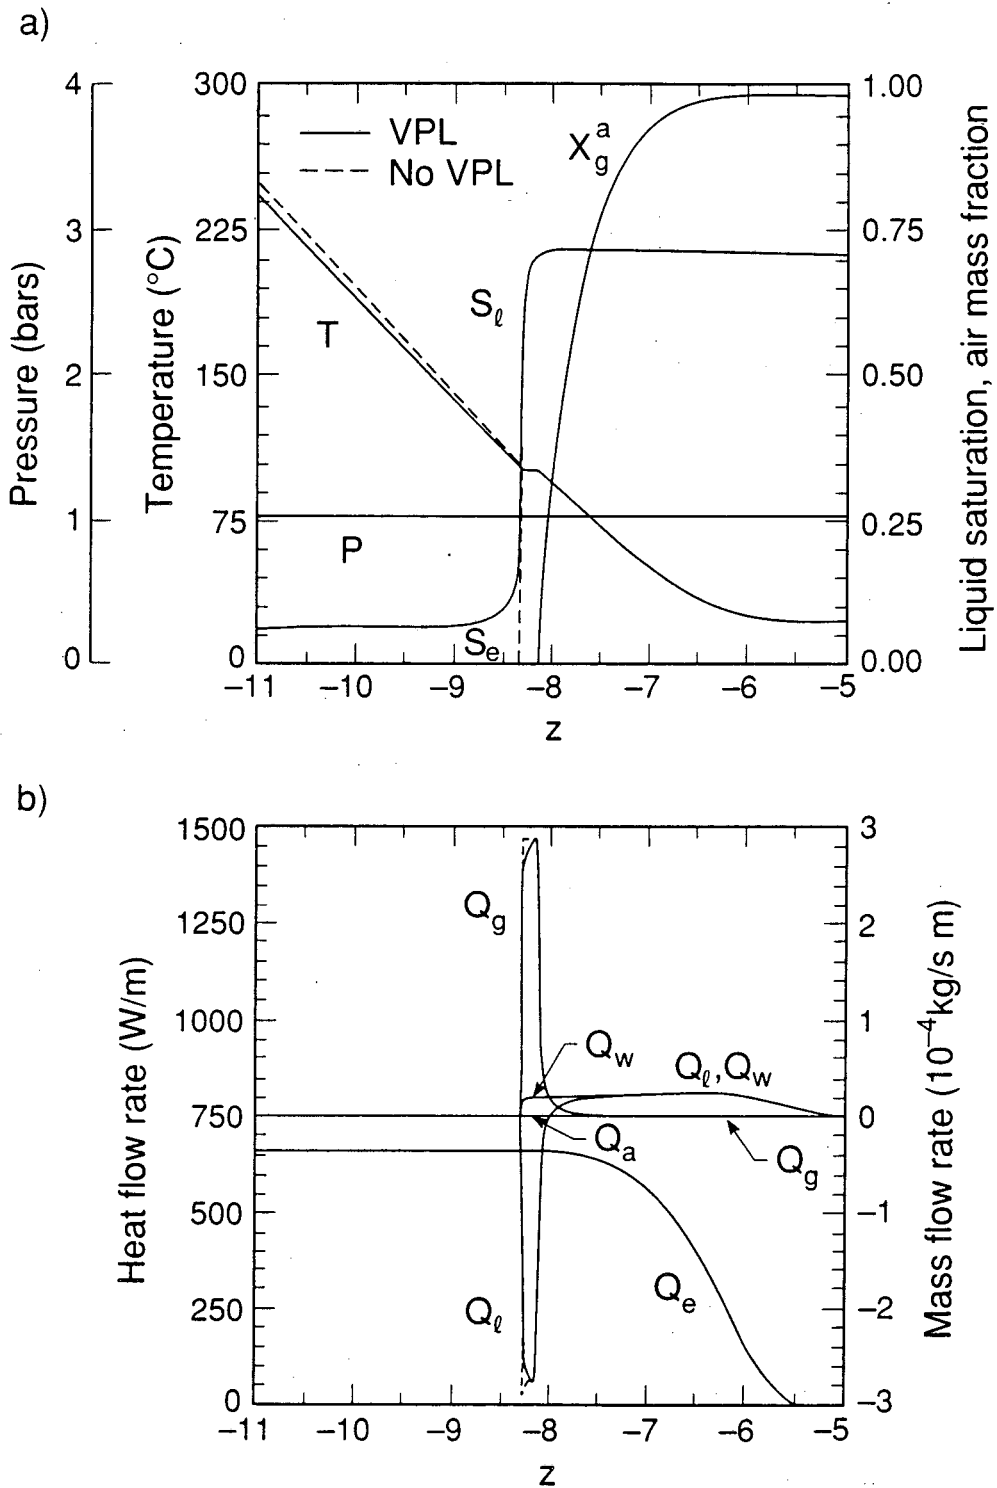 a)
Pressure (bars)
4
3
2
1
0
Temperature (°C)
300
225
150
75
0
VPL
No VPL
X_g^a
S_ℓ
T
P
S_e
1.00
0.75
0.50
0.25
0.00
Liquid saturation, air mass fraction
−11 −10 −9 −8 −7 −6 −5
z
b)
Heat flow rate (W/m)
1500
1250
1000
750
500
250
0
Q_g
Q_w
Q_ℓ, Q_w
Q_a
Q_g
Q_e
Q_ℓ
3
2
1
0
−1
−2
−3
Mass flow rate (10⁻⁴kg/s m)
−11 −10 −9 −8 −7 −6 −5
z